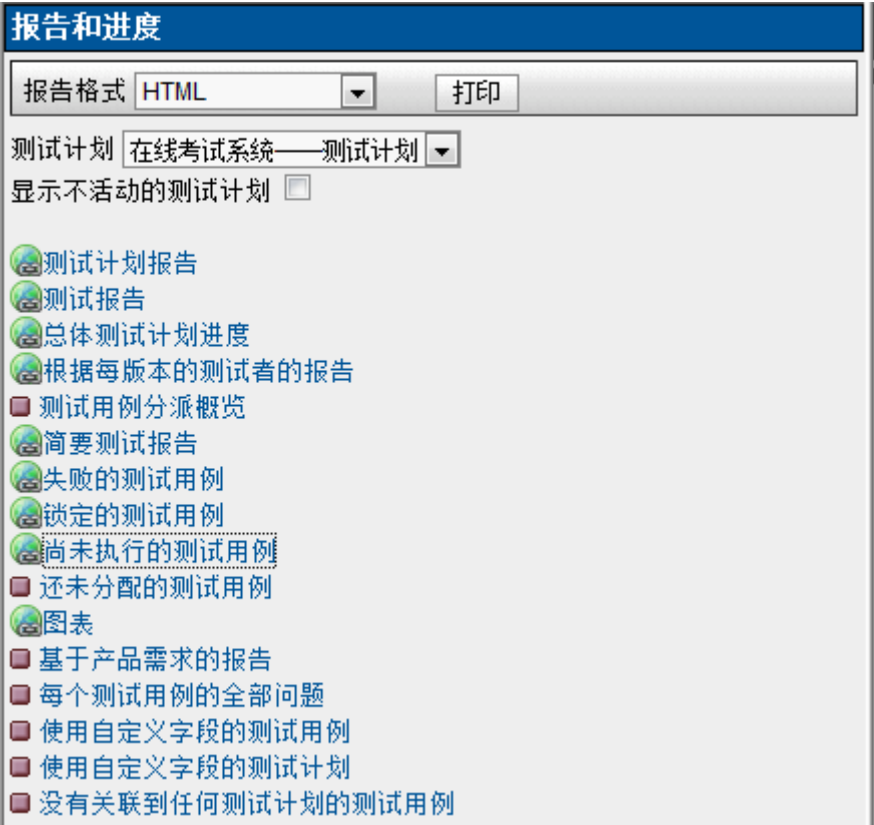 报告和进度
报告格式 HTML 打印
测试计划 在线考试系统——测试计划
显示不活动的测试计划
测试计划报告
测试报告
总体测试计划进度
根据每版本的测试者的报告
测试用例分派概览
简要测试报告
失败的测试用例
锁定的测试用例
尚未执行的测试用例
还未分配的测试用例
图表
基于产品需求的报告
每个测试用例的全部问题
使用自定义字段的测试用例
使用自定义字段的测试计划
没有关联到任何测试计划的测试用例